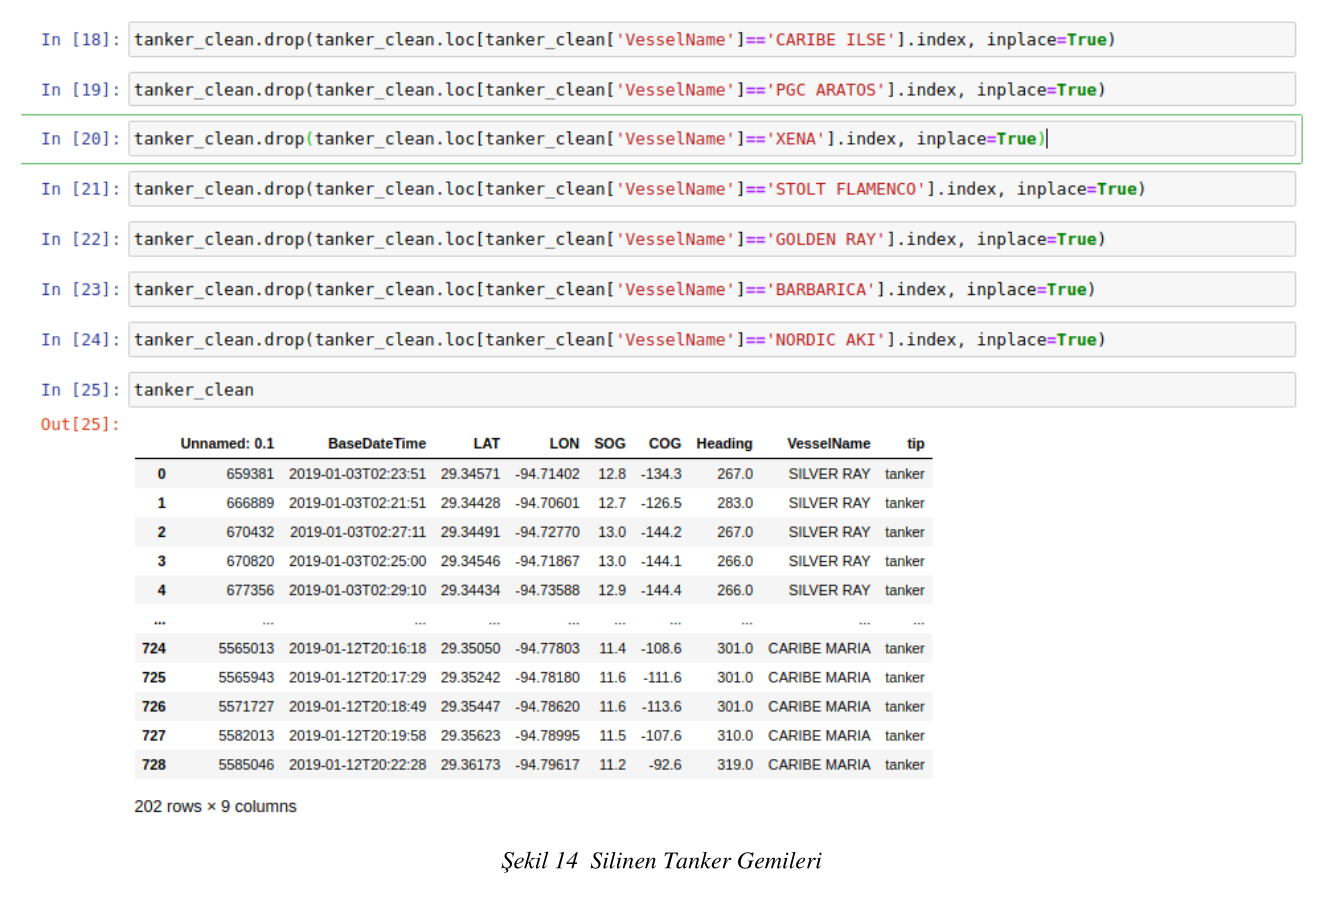 In [18]: tanker_clean.drop(tanker_clean.loc[tanker_clean['VesselName']=='CARIBE ILSE'].index, inplace=True)
In [19]: tanker_clean.drop(tanker_clean.loc[tanker_clean['VesselName']=='PGC ARATOS'].index, inplace=True)
In [20]: tanker_clean.drop(tanker_clean.loc[tanker_clean['VesselName']=='XENA'].index, inplace=True)
In [21]: tanker_clean.drop(tanker_clean.loc[tanker_clean['VesselName']=='STOLT FLAMENCO'].index, inplace=True)
In [22]: tanker_clean.drop(tanker_clean.loc[tanker_clean['VesselName']=='GOLDEN RAY'].index, inplace=True)
In [23]: tanker_clean.drop(tanker_clean.loc[tanker_clean['VesselName']=='BARBARICA'].index, inplace=True)
In [24]: tanker_clean.drop(tanker_clean.loc[tanker_clean['VesselName']=='NORDIC AKI'].index, inplace=True)
In [25]: tanker_clean
Out[25]:
Unnamed: 0.1 BaseDateTime LAT LON SOG COG Heading VesselName tip
0 659381 2019-01-03T02:23:51 29.34571 -94.71402 12.8 -134.3 267.0 SILVER RAY tanker
1 666889 2019-01-03T02:21:51 29.34428 -94.70601 12.7 -126.5 283.0 SILVER RAY tanker
2 670432 2019-01-03T02:27:11 29.34491 -94.72770 13.0 -144.2 267.0 SILVER RAY tanker
3 670820 2019-01-03T02:25:00 29.34546 -94.71867 13.0 -144.1 266.0 SILVER RAY tanker
4 677356 2019-01-03T02:29:10 29.34434 -94.73588 12.9 -144.4 266.0 SILVER RAY tanker
... ... ... ... ... ... ... ... ... ...
724 5565013 2019-01-12T20:16:18 29.35050 -94.77803 11.4 -108.6 301.0 CARIBE MARIA tanker
725 5565943 2019-01-12T20:17:29 29.35242 -94.78180 11.6 -111.6 301.0 CARIBE MARIA tanker
726 5571727 2019-01-12T20:18:49 29.35447 -94.78620 11.6 -113.6 301.0 CARIBE MARIA tanker
727 5582013 2019-01-12T20:19:58 29.35623 -94.78995 11.5 -107.6 310.0 CARIBE MARIA tanker
728 5585046 2019-01-12T20:22:28 29.36173 -94.79617 11.2 -92.6 319.0 CARIBE MARIA tanker
202 rows × 9 columns
Şekil 14 Silinen Tanker Gemileri